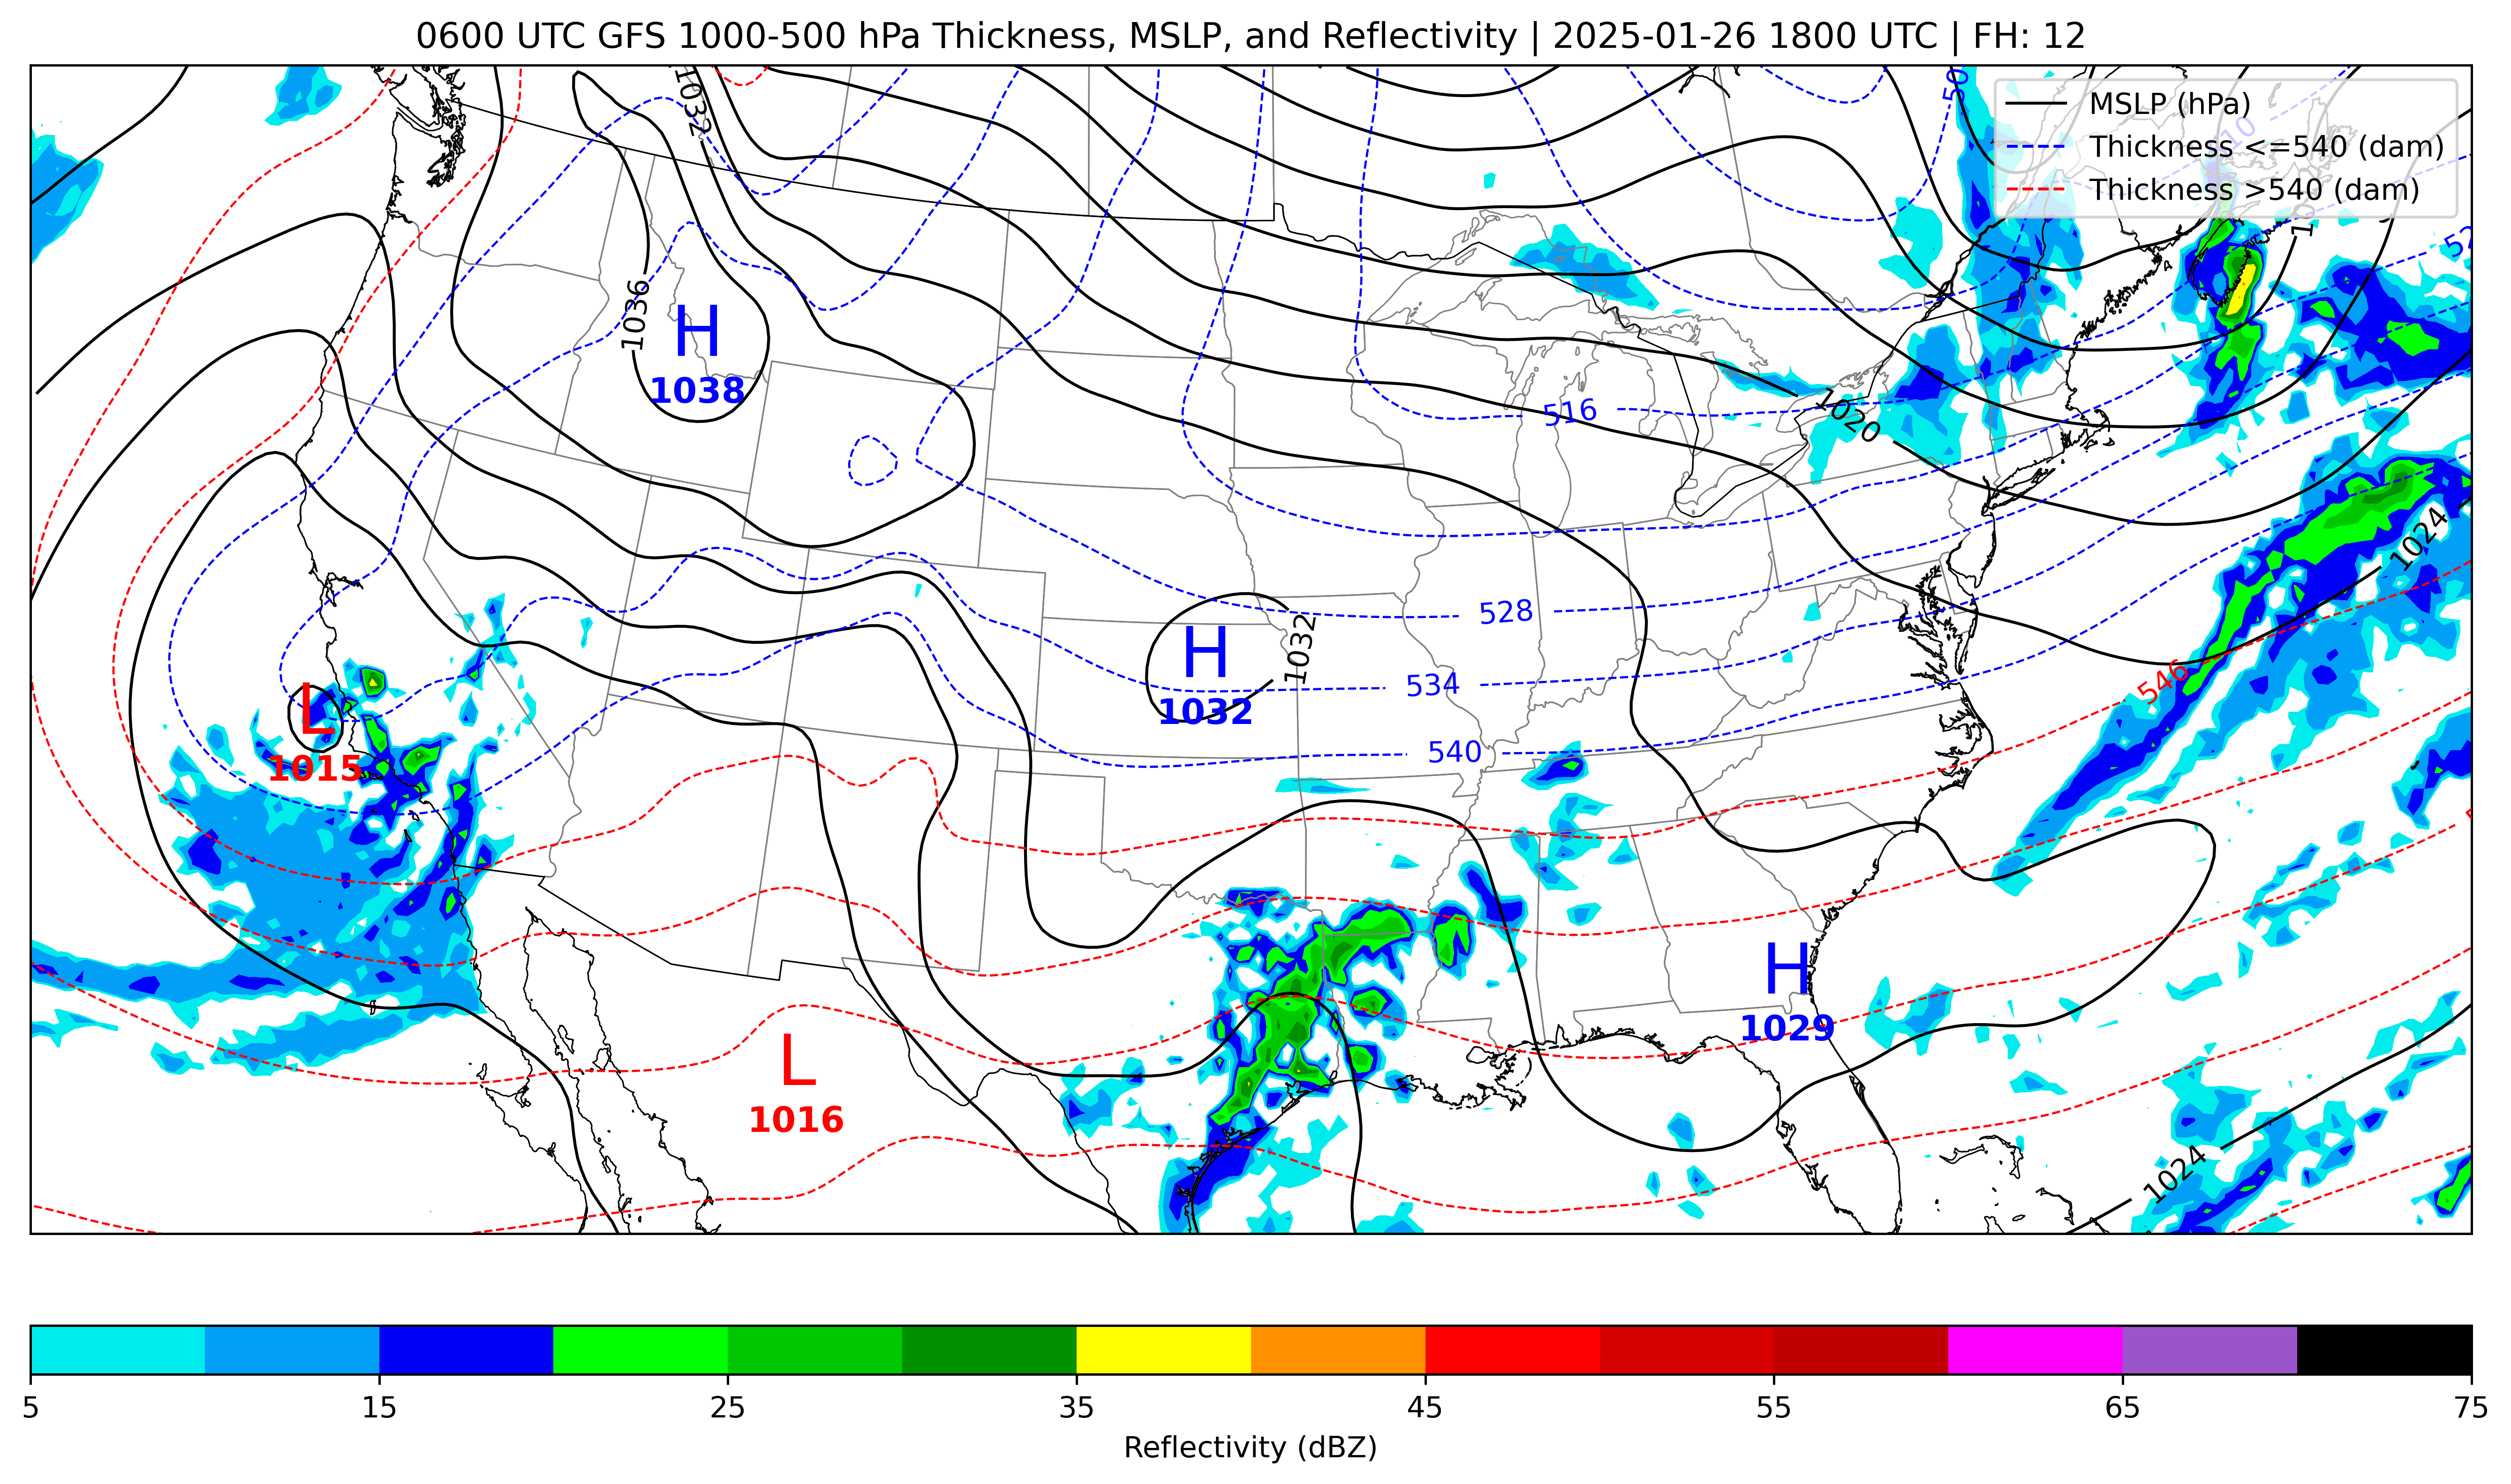 0600 UTC GFS 1000-500 hPa Thickness, MSLP, and Reflectivity | 2025-01-26 1800 UTC | FH: 12
MSLP (hPa)
Thickness <=540 (dam)
Thickness >540 (dam)
1032
1036
H
1038
516
1020
1024
H
1032
1032
528
534
540
546
L
1015
H
1029
L
1016
1024
5 15 25 35 45 55 65 75
Reflectivity (dBZ)